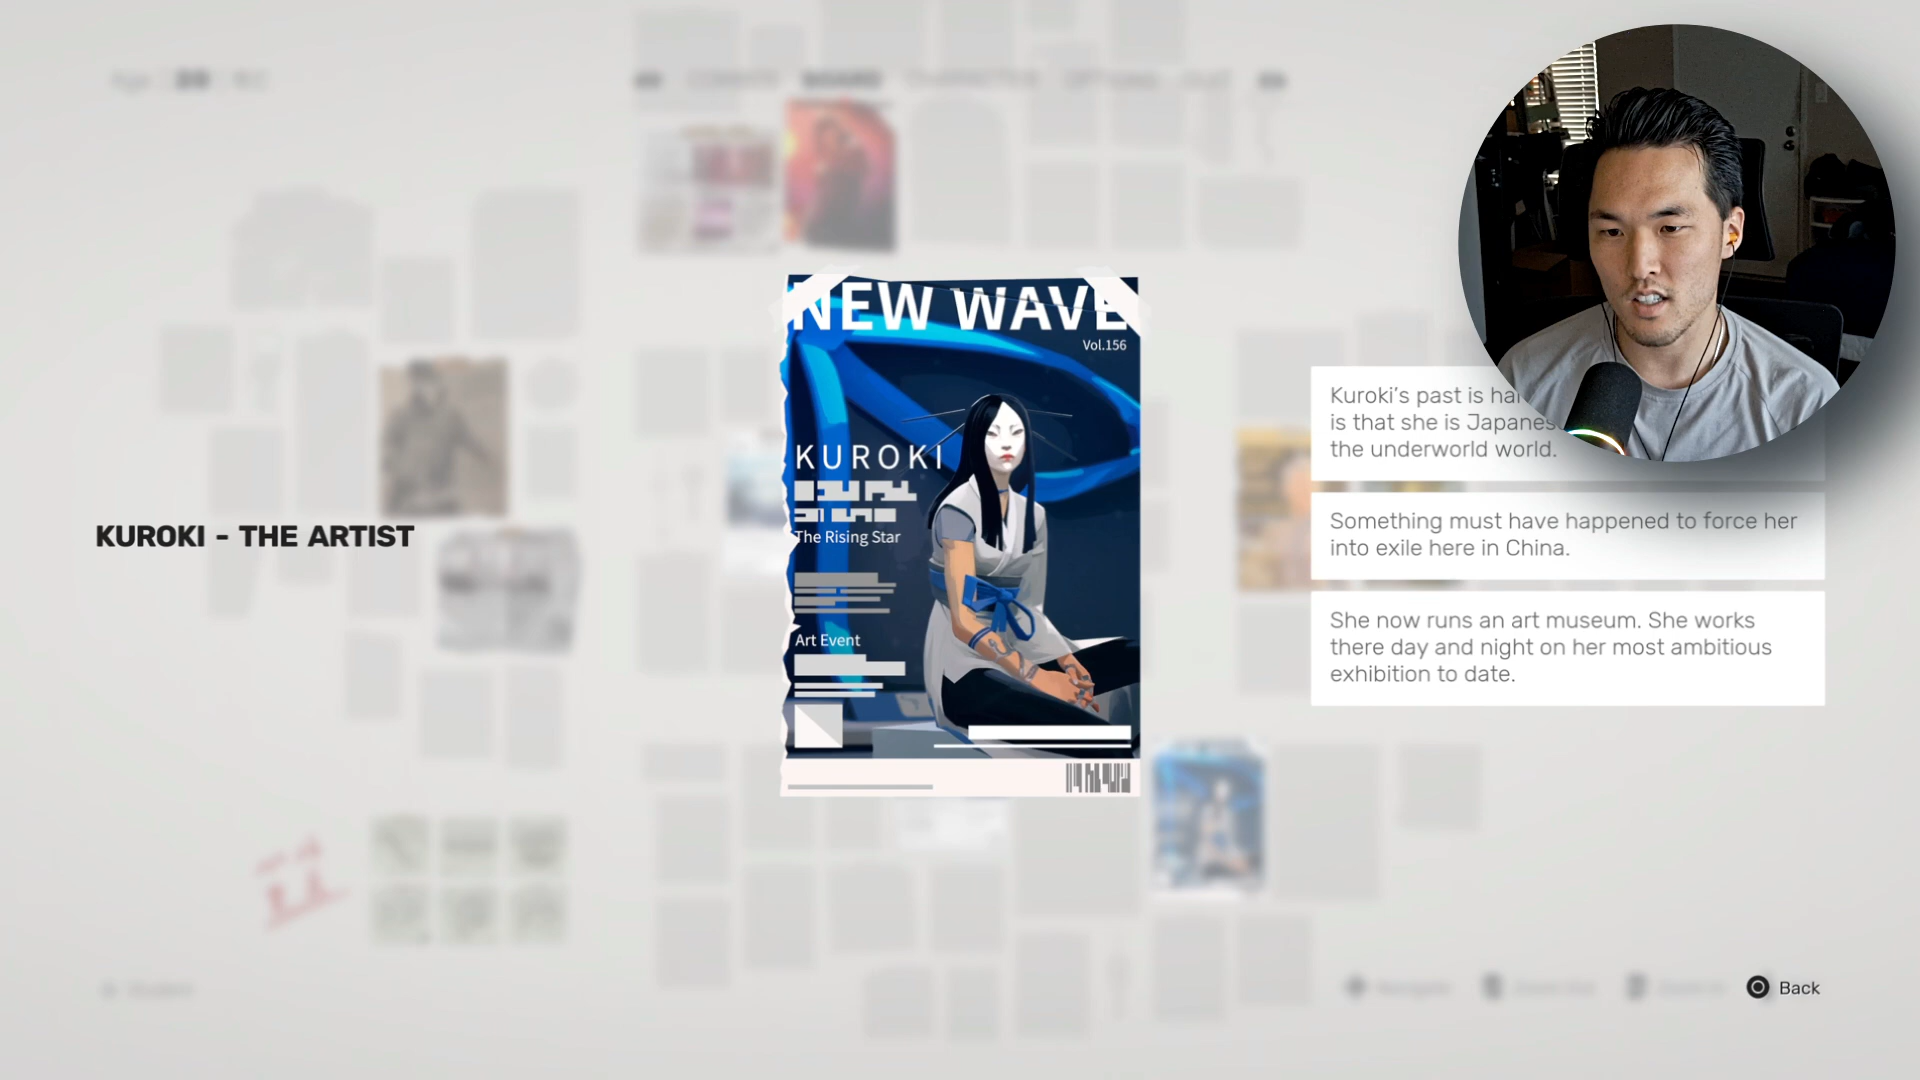 KUROKI - THE ARTIST
NEW WAVE
Vol.156
KUROKI
The Rising Star
Art Event
Kuroki's past is
is that she is
the underworld world.
Something must have happened to force her
into exile here in China.
She now runs an art museum. She works
there day and night on her most ambitious
exhibition to date.
Back